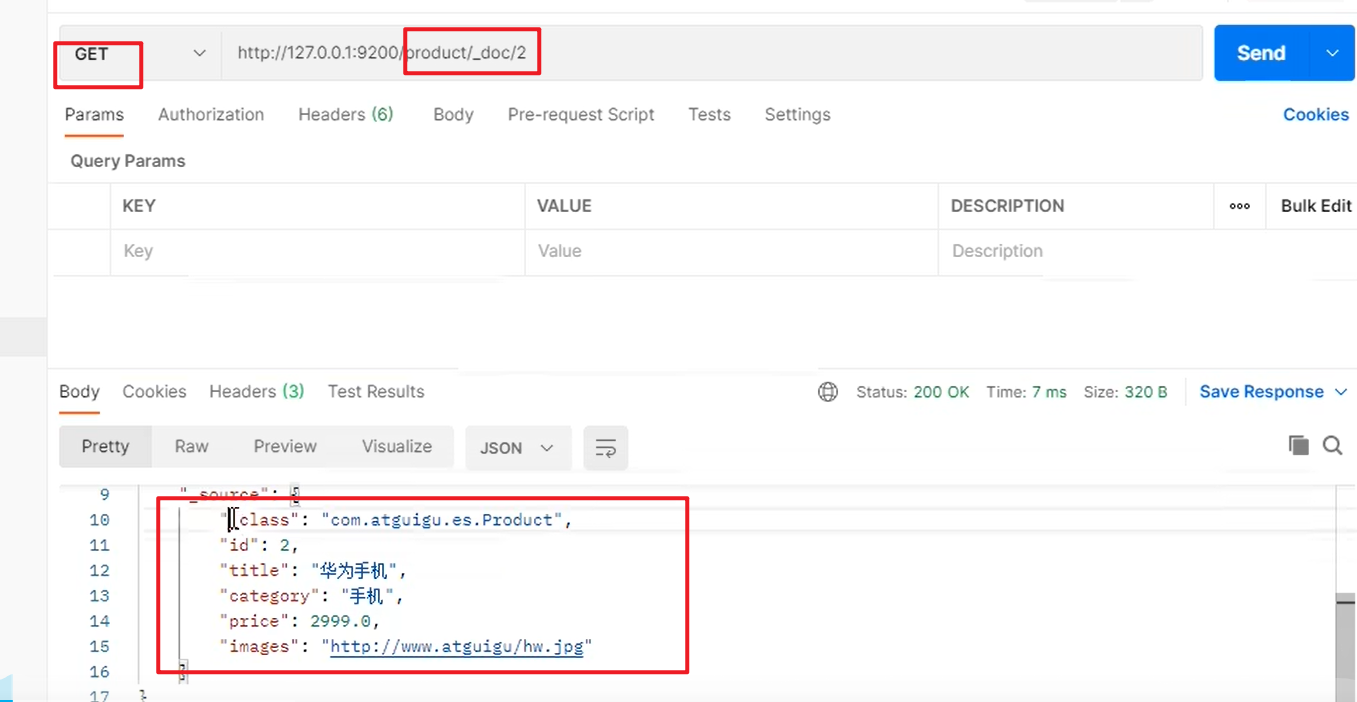 GET http://127.0.0.1:9200/product/_doc/2 Send
Params Authorization Headers (6) Body Pre-request Script Tests Settings Cookies
Query Params
KEY VALUE DESCRIPTION ooo Bulk Edit
Key Value Description
Body Cookies Headers (3) Test Results Status: 200 OK Time: 7 ms Size: 320 B Save Response
Pretty Raw Preview Visualize JSON
9 "_source": {
10 "_class": "com.atguigu.es.Product",
11 "id": 2,
12 "title": "华为手机",
13 "category": "手机",
14 "price": 2999.0,
15 "images": "http://www.atguigu/hw.jpg"
16 }
17 }